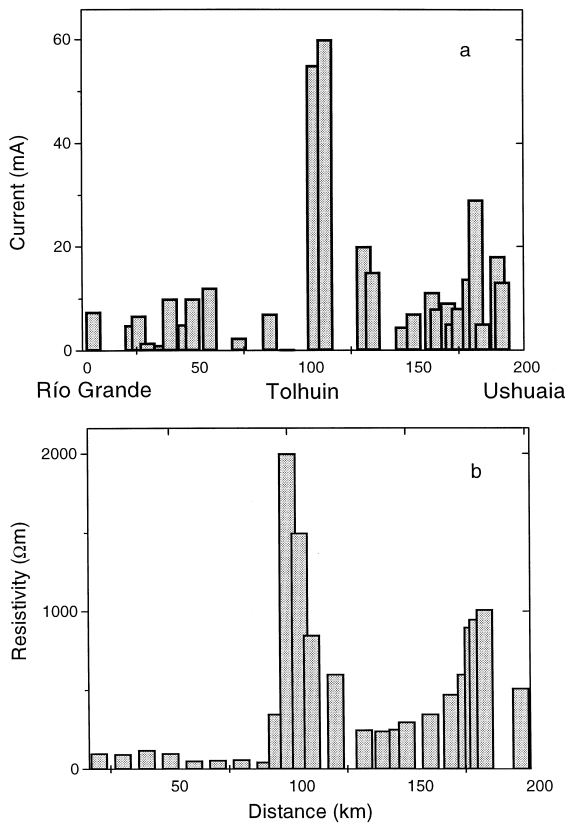 60
a
40
Current (mA)
20
0
0 50 100 150 200
Río Grande Tolhuin Ushuaia
2000
b
1000
Resistivity (Ωm)
0
50 100 150 200
Distance (km)